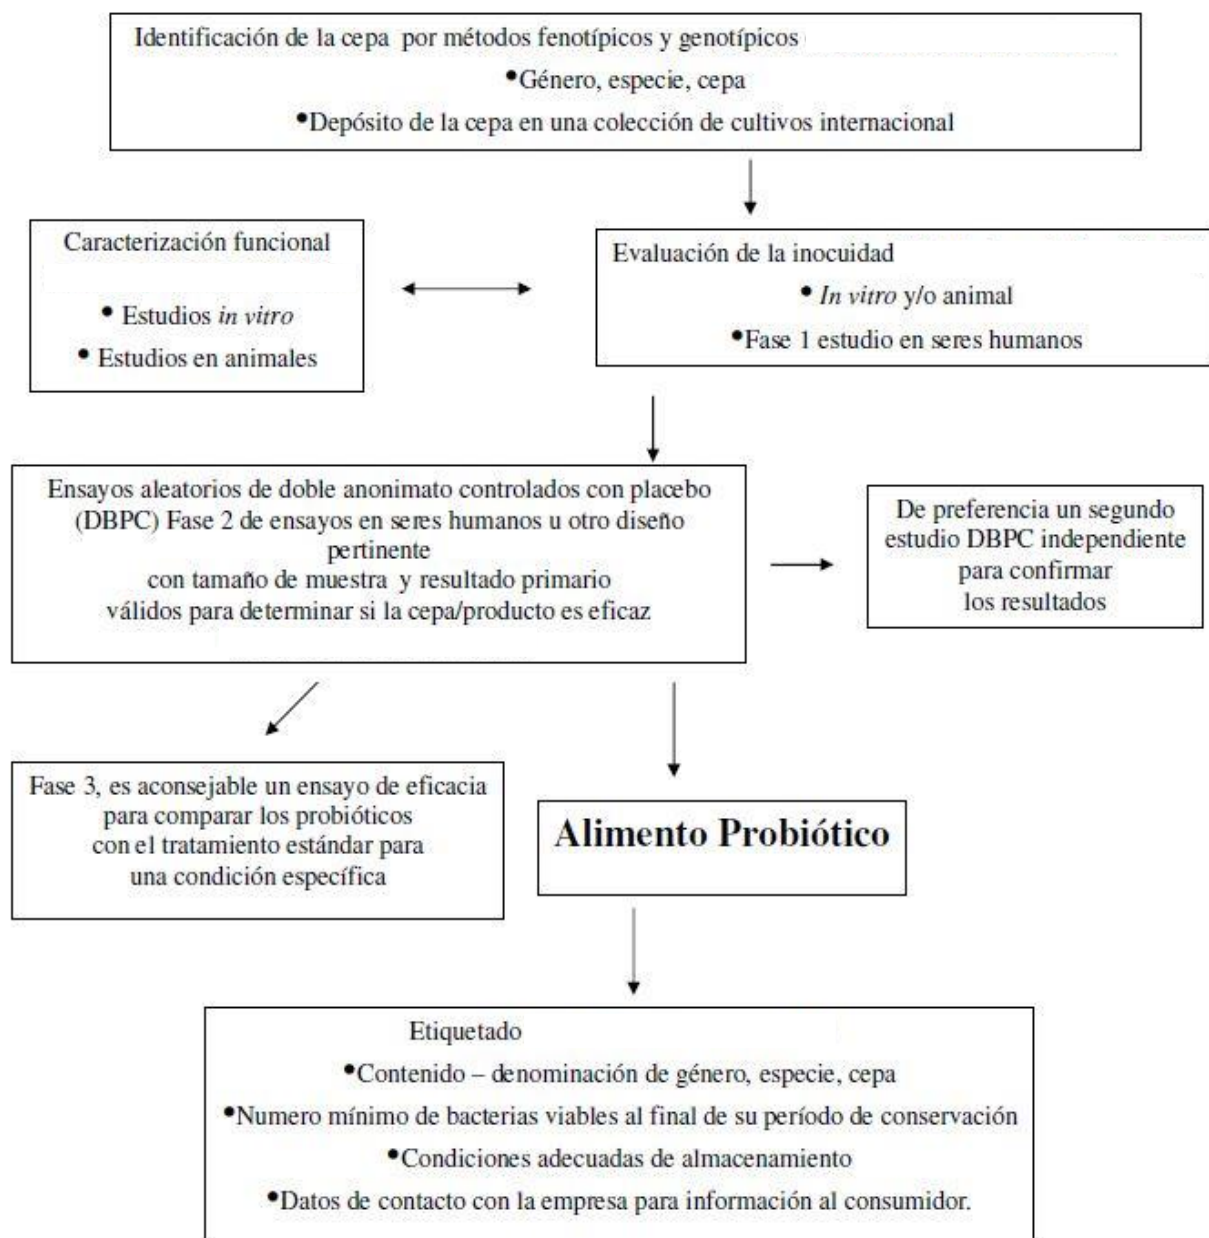 Identificación de la cepa por métodos fenotípicos y genotípicos
•Género, especie, cepa
•Depósito de la cepa en una colección de cultivos internacional
Caracterización funcional
• Estudios in vitro
• Estudios en animales
Evaluación de la inocuidad
• In vitro y/o animal
•Fase 1 estudio en seres humanos
Ensayos aleatorios de doble anonimato controlados con placebo
(DBPC) Fase 2 de ensayos en seres humanos u otro diseño
pertinente
con tamaño de muestra y resultado primario
válidos para determinar si la cepa/producto es eficaz
De preferencia un segundo
estudio DBPC independiente
para confirmar
los resultados
Fase 3, es aconsejable un ensayo de eficacia
para comparar los probióticos
con el tratamiento estándar para
una condición específica
Alimento Probiótico
Etiquetado
•Contenido – denominación de género, especie, cepa
•Numero mínimo de bacterias viables al final de su período de conservación
•Condiciones adecuadas de almacenamiento
•Datos de contacto con la empresa para información al consumidor.